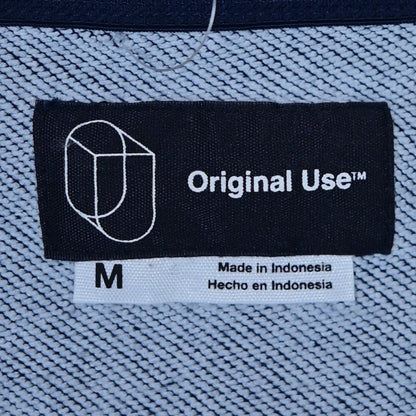 Original Use™
M
Made in Indonesia
Hecho en Indonesia